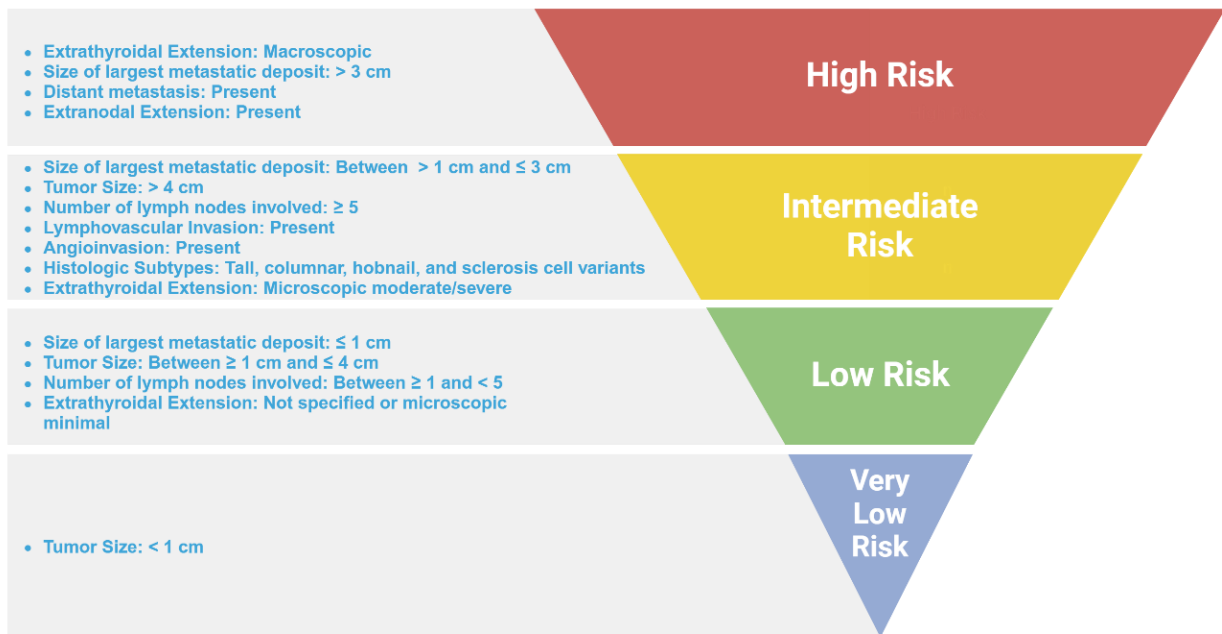 • Extrathyroidal Extension: Macroscopic
• Size of largest metastatic deposit: > 3 cm
• Distant metastasis: Present
• Extranodal Extension: Present
High Risk
• Size of largest metastatic deposit: Between > 1 cm and ≤ 3 cm
• Tumor Size: > 4 cm
• Number of lymph nodes involved: ≥ 5
• Lymphovascular Invasion: Present
• Angioinvasion: Present
• Histologic Subtypes: Tall, columnar, hobnail, and sclerosis cell variants
• Extrathyroidal Extension: Microscopic moderate/severe
Intermediate
Risk
• Size of largest metastatic deposit: ≤ 1 cm
• Tumor Size: Between ≥ 1 cm and ≤ 4 cm
• Number of lymph nodes involved: Between ≥ 1 and < 5
• Extrathyroidal Extension: Not specified or microscopic
minimal
Low Risk
• Tumor Size: < 1 cm
Very
Low
Risk